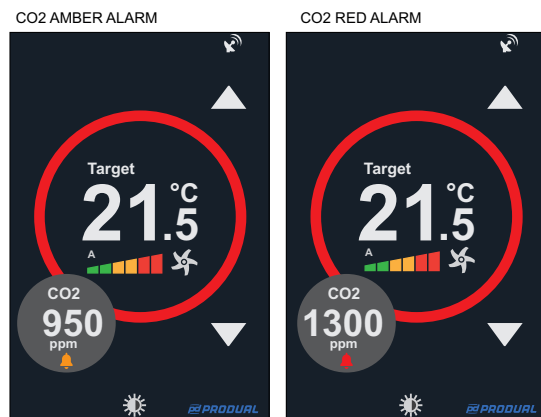 CO2 AMBER ALARM
Target
21.5 °C
A
CO2
950
ppm
PRODUAL
CO2 RED ALARM
Target
21.5 °C
A
CO2
1300
ppm
PRODUAL